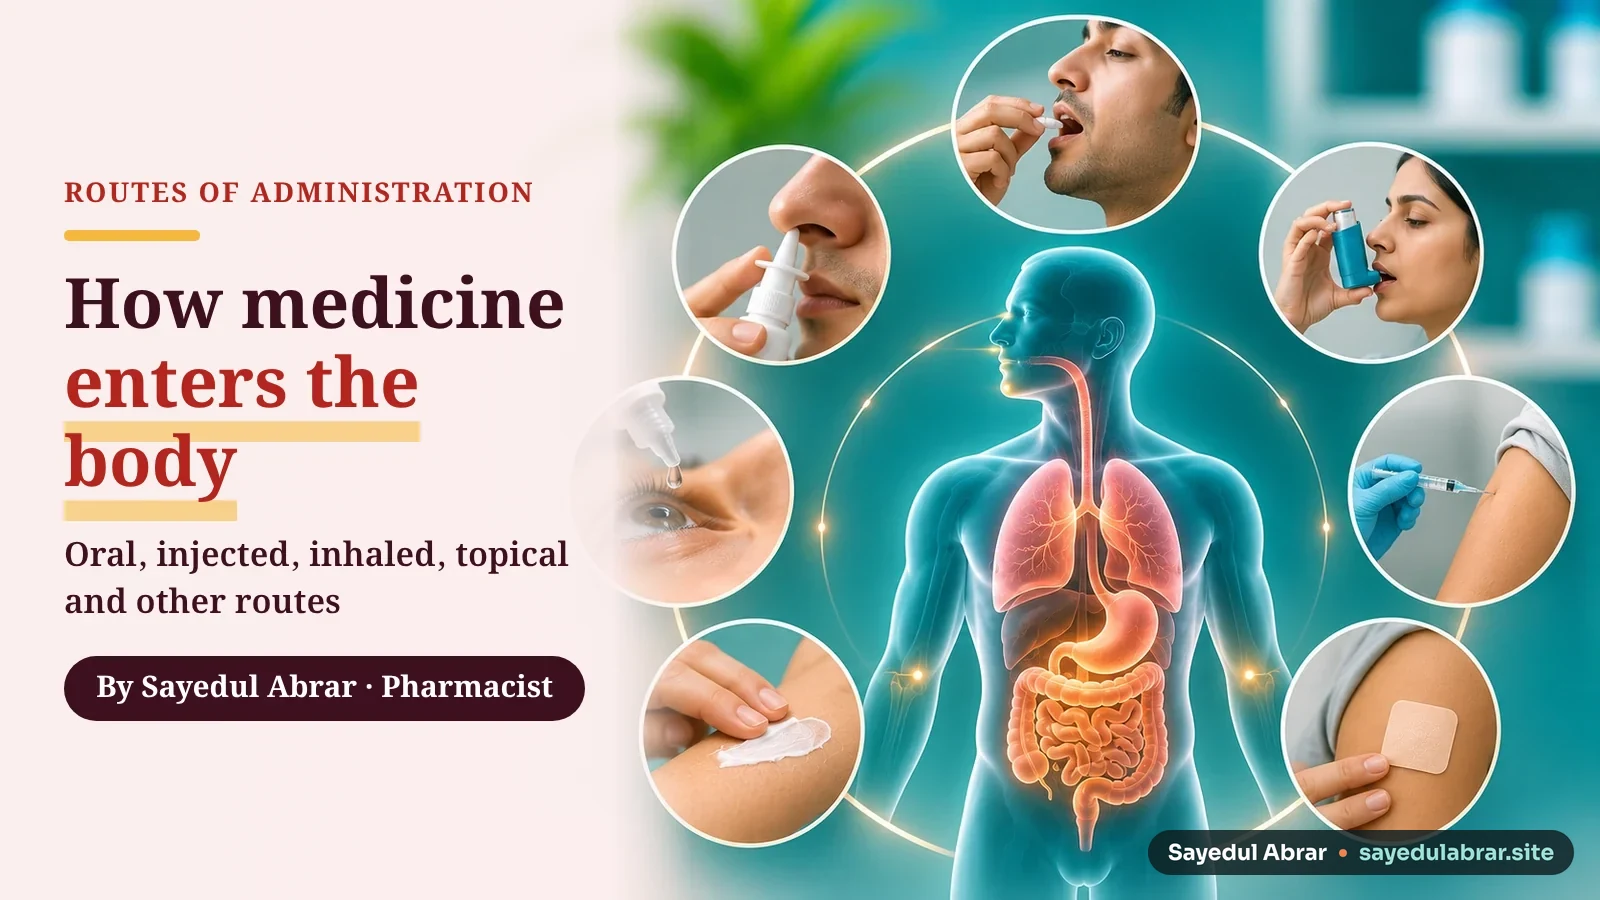 ROUTES OF ADMINISTRATION
How medicine
enters the
body
Oral, injected, inhaled, topical
and other routes
By Sayedul Abrar · Pharmacist
Sayedul Abrar • sayedulabrar.site